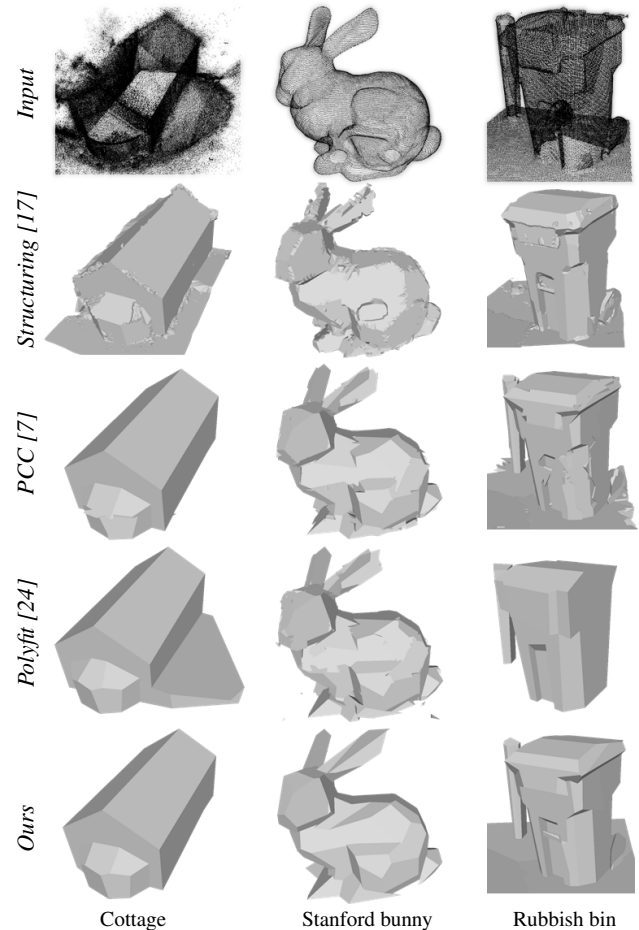 Input
Structuring [17]
PCC [7]
Polyfit [24]
Ours
Cottage
Stanford bunny
Rubbish bin